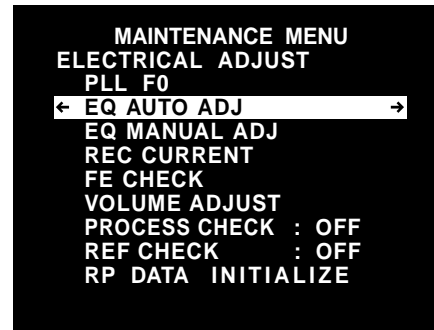 MAINTENANCE MENU
ELECTRICAL ADJUST
PLL F0
← EQ AUTO ADJ →
EQ MANUAL ADJ
REC CURRENT
FE CHECK
VOLUME ADJUST
PROCESS CHECK : OFF
REF CHECK : OFF
RP DATA INITIALIZE